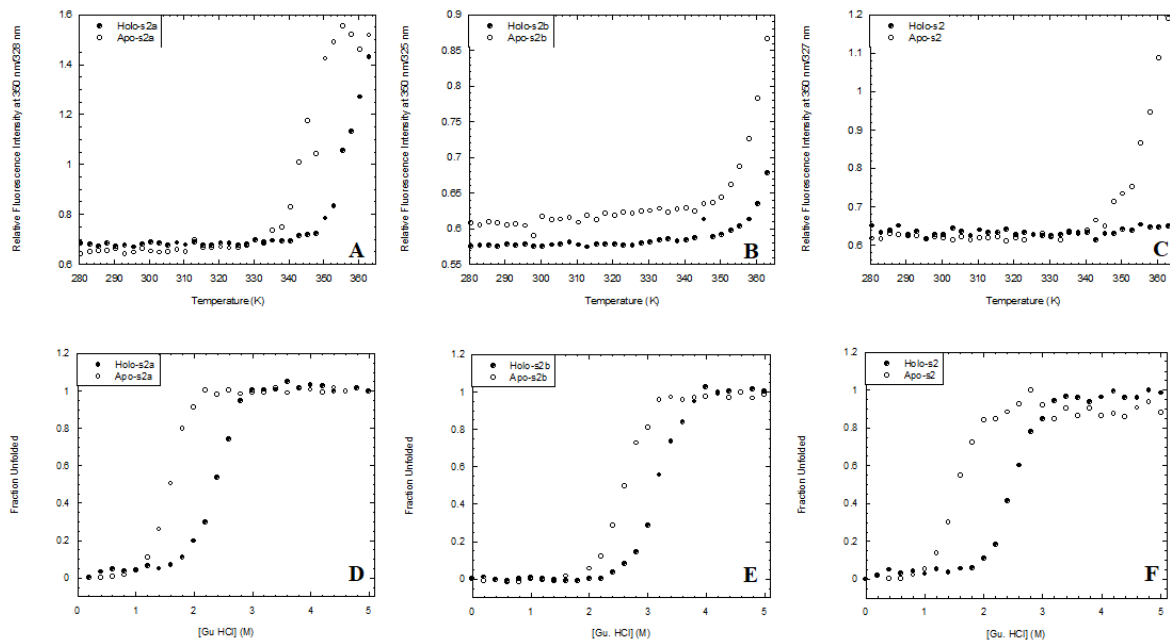 Relative Fluorescence Intensity at 350 nm/328 nm
1.6
1.4
1.2
1
0.8
0.6
Holo-s2a
Apo-s2a
A
280 290 300 310 320 330 340 350 360
Temperature (K)
Relative Fluorescence Intensity at 350 nm/325 nm
0.9
0.85
0.8
0.75
0.7
0.65
0.6
0.55
Holo-s2b
Apo-s2b
B
280 290 300 310 320 330 340 350 360
Temperature (K)
Relative Fluorescence Intensity at 350 nm/327 nm
1.2
1.1
1
0.9
0.8
0.7
0.6
Holo-s2
Apo-s2
C
280 290 300 310 320 330 340 350 360
Temperature (K)
Fraction Unfolded
1.2
1
0.8
0.6
0.4
0.2
0
Holo-s2a
Apo-s2a
D
0 1 2 3 4 5
[Gu HCl] (M)
Fraction Unfolded
1.2
1
0.8
0.6
0.4
0.2
0
Holo-s2b
Apo-s2b
E
0 1 2 3 4 5
[Gu. HCl] (M)
Fraction Unfolded
1.2
1
0.8
0.6
0.4
0.2
0
Holo-s2
Apo-s2
F
0 1 2 3 4 5
[Gu. HCl] (M)